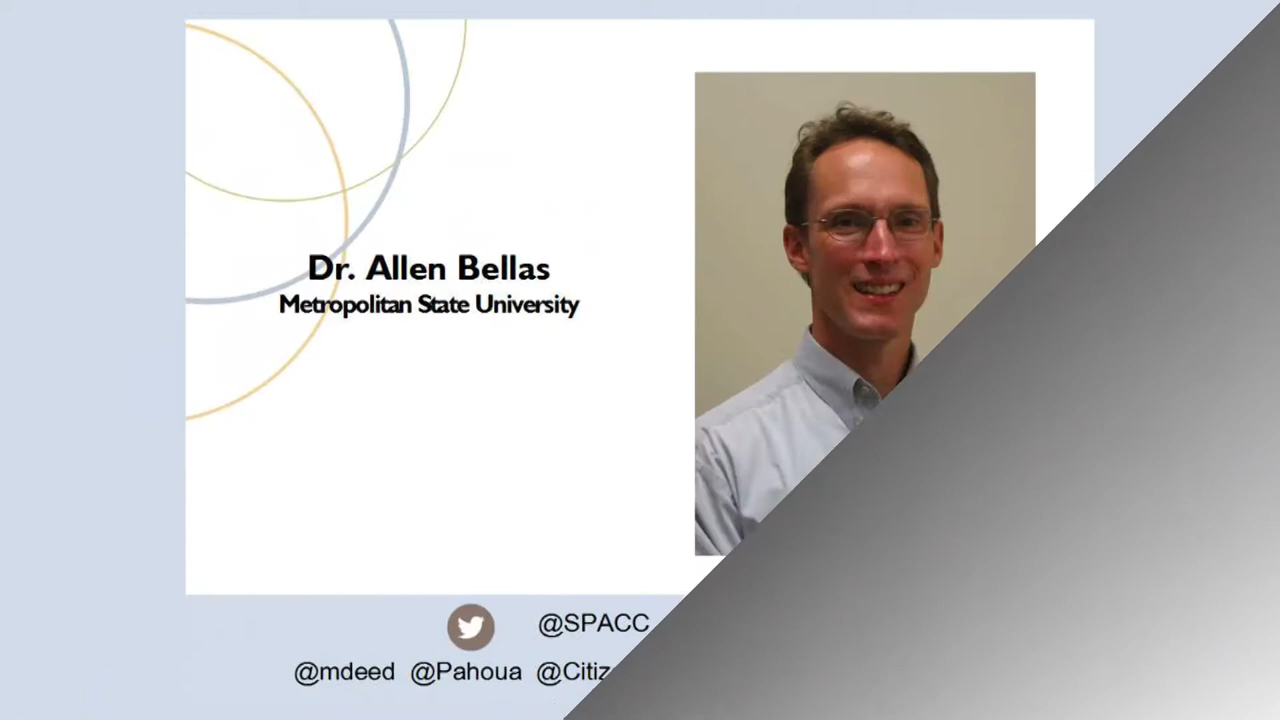 Dr. Allen Bellas
Metropolitan State University
@SPACC
@mdeed @Pahoua